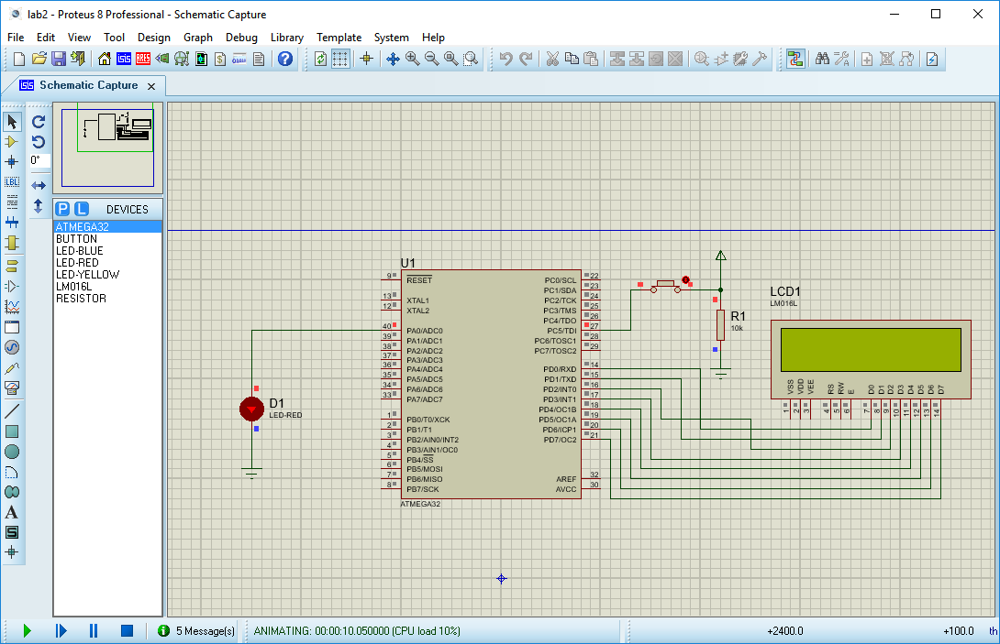 lab2 - Proteus 8 Professional - Schematic Capture
File Edit View Tool Design Graph Debug Library Template System Help
Schematic Capture
0°
LBL
A
S
P L DEVICES
ATMEGA32
BUTTON
LED-BLUE
LED-RED
LED-YELLOW
LM016L
RESISTOR
D1
LED-RED
U1
9 RESET
13 XTAL1
12 XTAL2
40 PA0/ADC0
39 PA1/ADC1
38 PA2/ADC2
37 PA3/ADC3
36 PA4/ADC4
35 PA5/ADC5
34 PA6/ADC6
33 PA7/ADC7
1 PB0/T0/XCK
2 PB1/T1
3 PB2/AIN0/INT2
4 PB3/AIN1/OC0
5 PB4/SS
6 PB5/MOSI
7 PB6/MISO
8 PB7/SCK
PC0/SCL 22
PC1/SDA 23
PC2/TCK 24
PC3/TMS 25
PC4/TDO 26
PC5/TDI 27
PC6/TOSC1 28
PC7/TOSC2 29
PD0/RXD 14
PD1/TXD 15
PD2/INT0 16
PD3/INT1 17
PD4/OC1B 18
PD5/OC1A 19
PD6/ICP1 20
PD7/OC2 21
AREF 32
AVCC 30
ATMEGA32
R1
10k
LCD1
LM016L
VSS VDD VEE RS RW E D0 D1 D2 D3 D4 D5 D6 D7
1 2 3 4 5 6 7 8 9 10 11 12 13 14
5 Message(s) ANIMATING: 00:00:10.050000 (CPU load 10%) +2400.0 +100.0 th